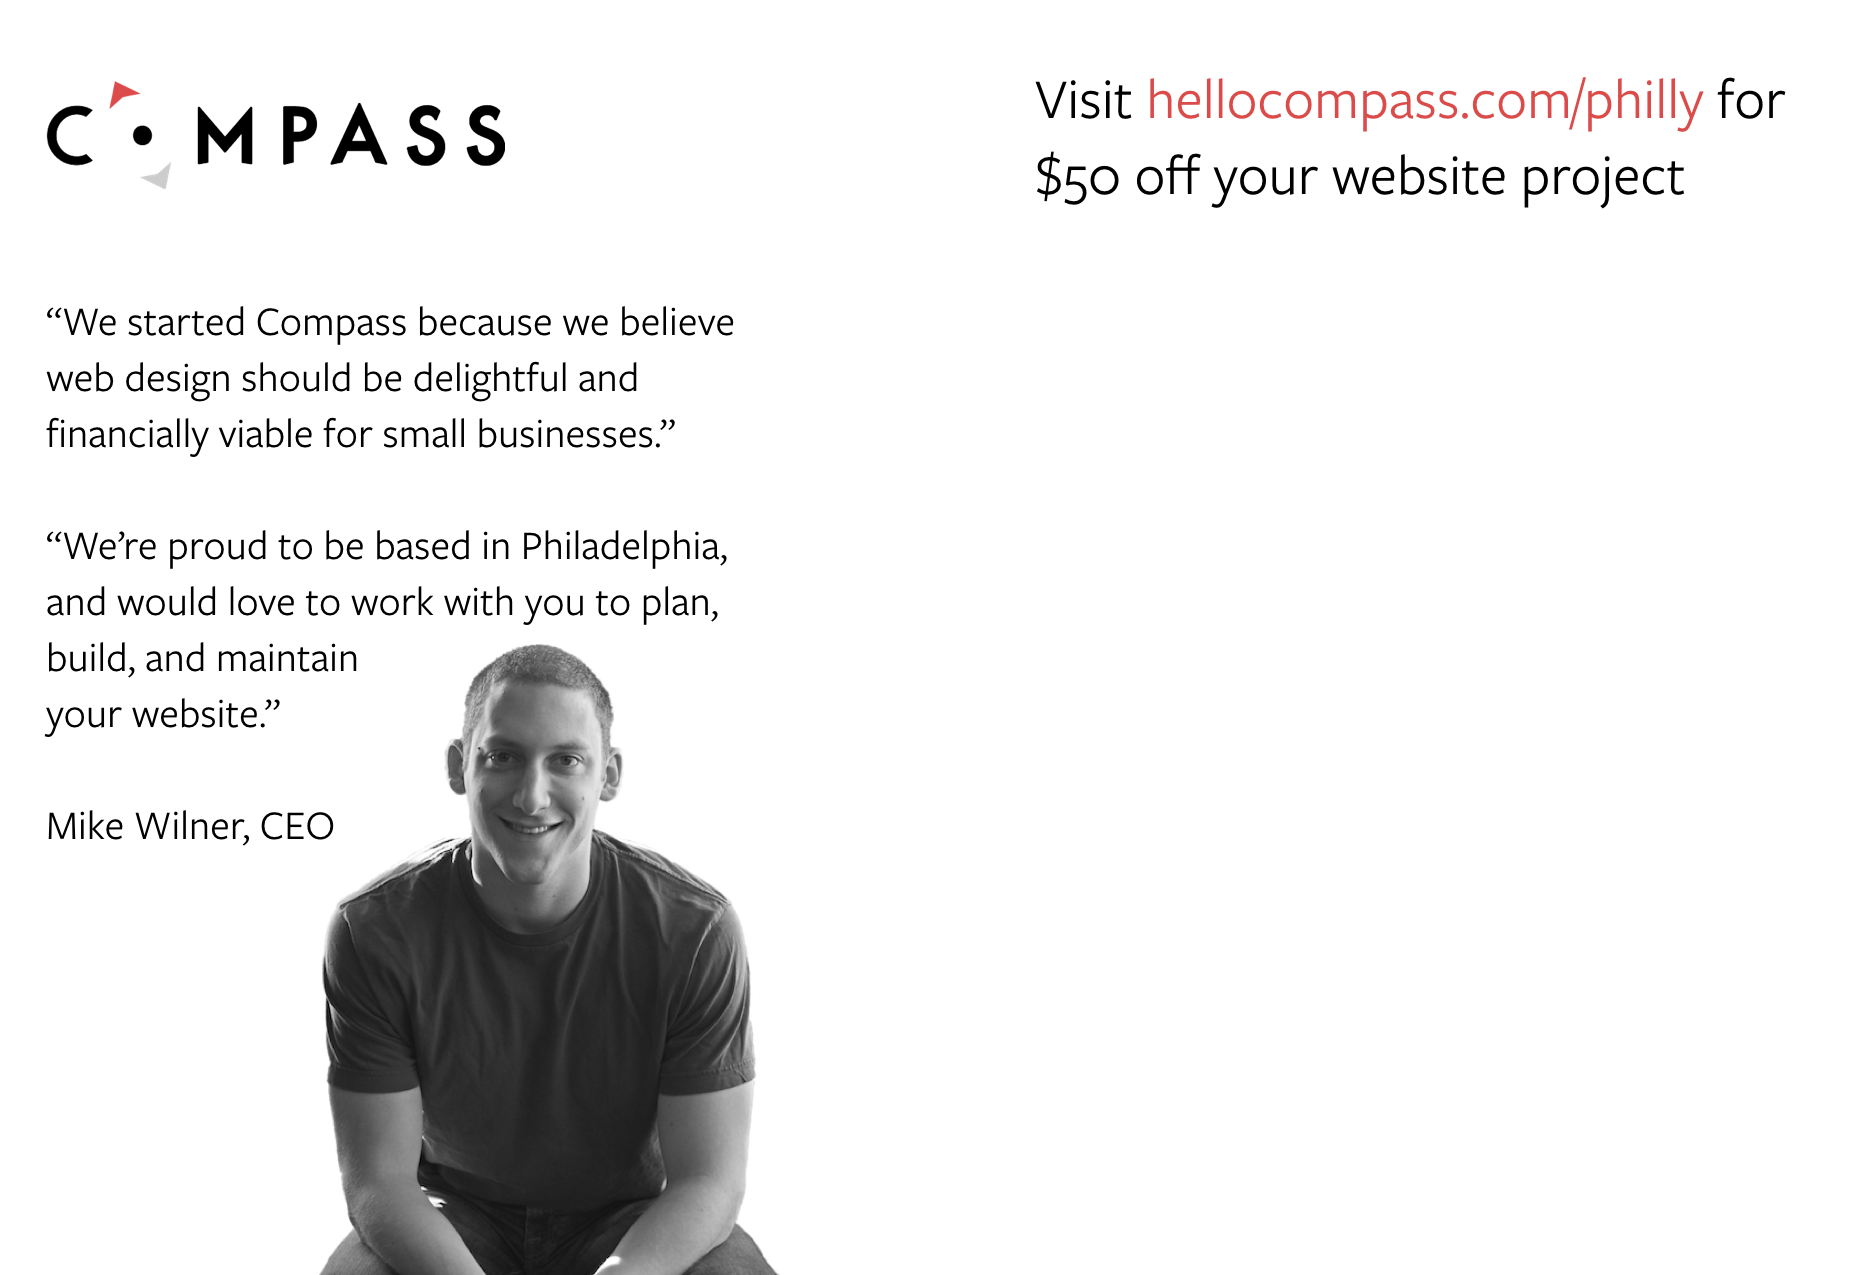 COMPASS
“We started Compass because we believe
web design should be delightful and
financially viable for small businesses.”
“We’re proud to be based in Philadelphia,
and would love to work with you to plan,
build, and maintain
your website.”
Mike Wilner, CEO
Visit hellocompass.com/philly for
$50 off your website project